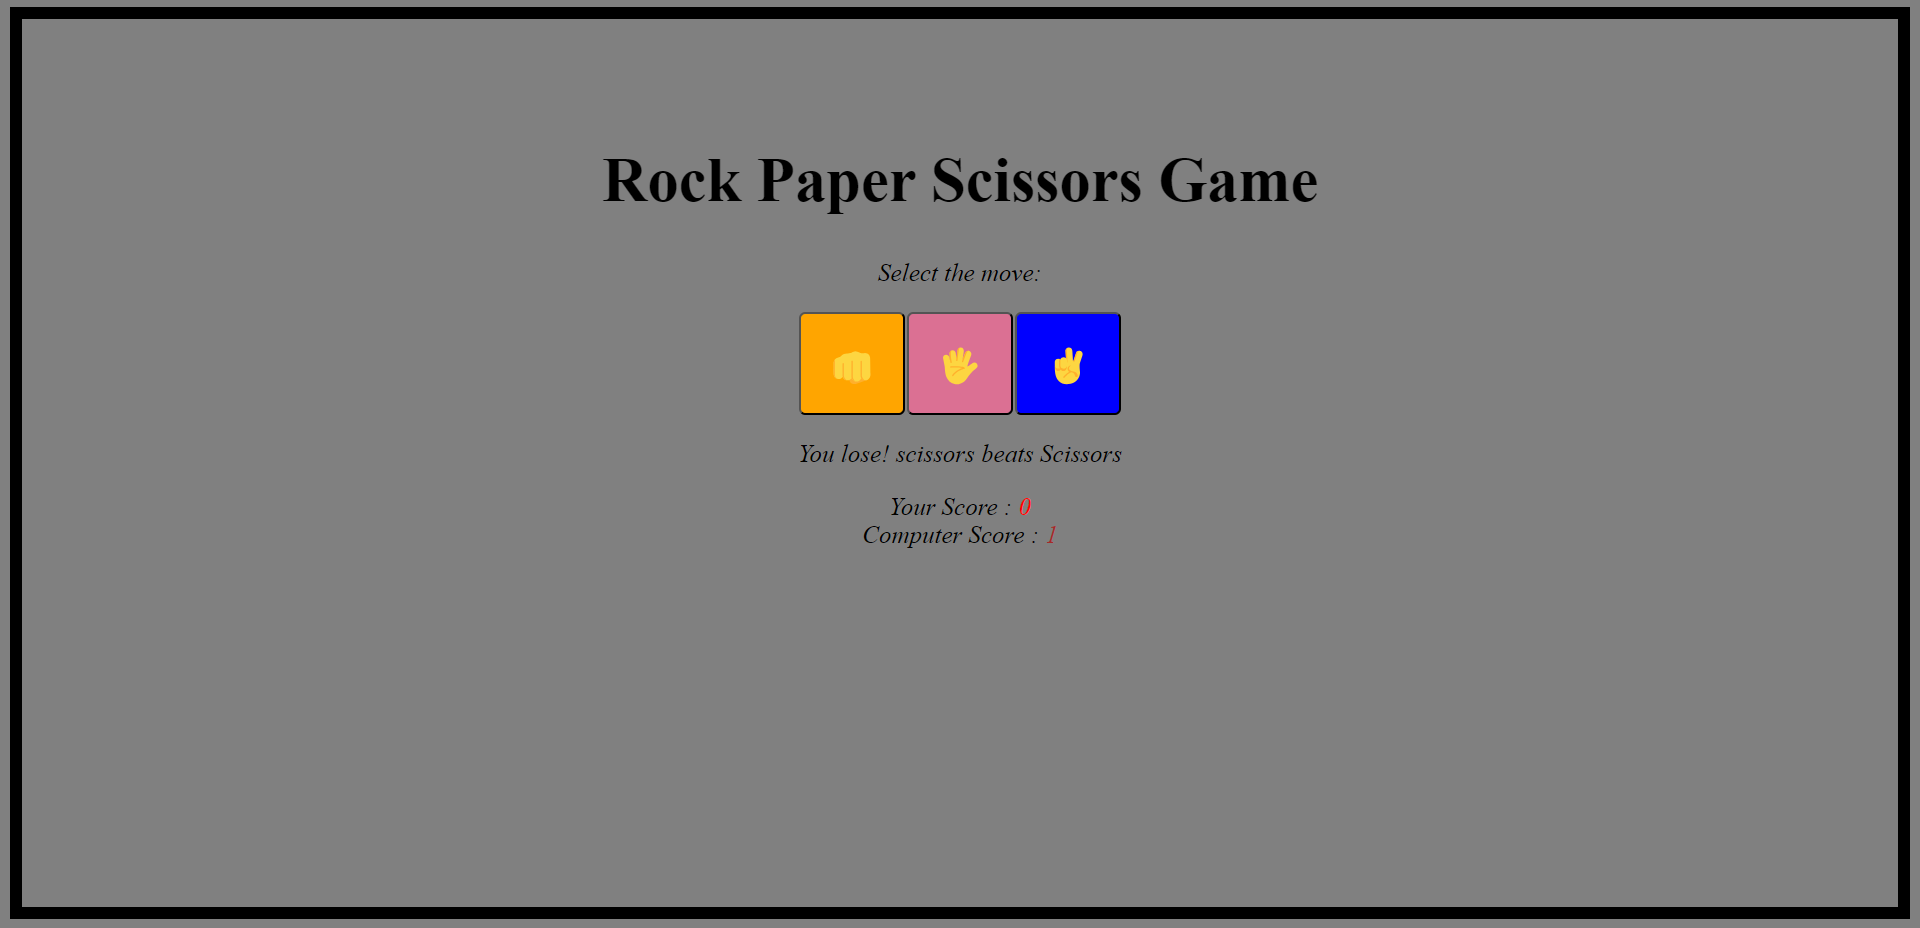 Rock Paper Scissors Game
Select the move:
You lose! scissors beats Scissors
Your Score : 0
Computer Score : 1